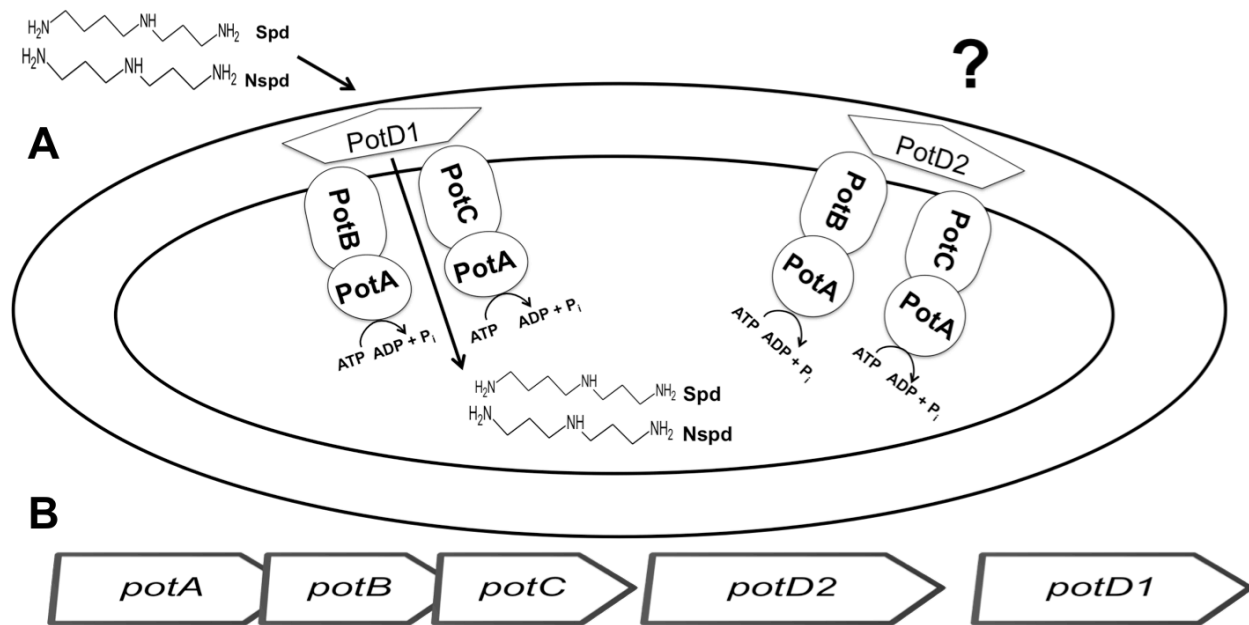 H₂N NH NH₂ Spd
H₂N NH NH₂ Nspd
?
A
PotD1
PotD2
PotB
PotC
PotA
PotA
ATP ADP + Pᵢ
ATP ADP + Pᵢ
PotB
PotC
PotA
PotA
ATP ADP + Pᵢ
ATP ADP + Pᵢ
H₂N NH NH₂ Spd
H₂N NH NH₂ Nspd
B
potA potB potC potD2 potD1